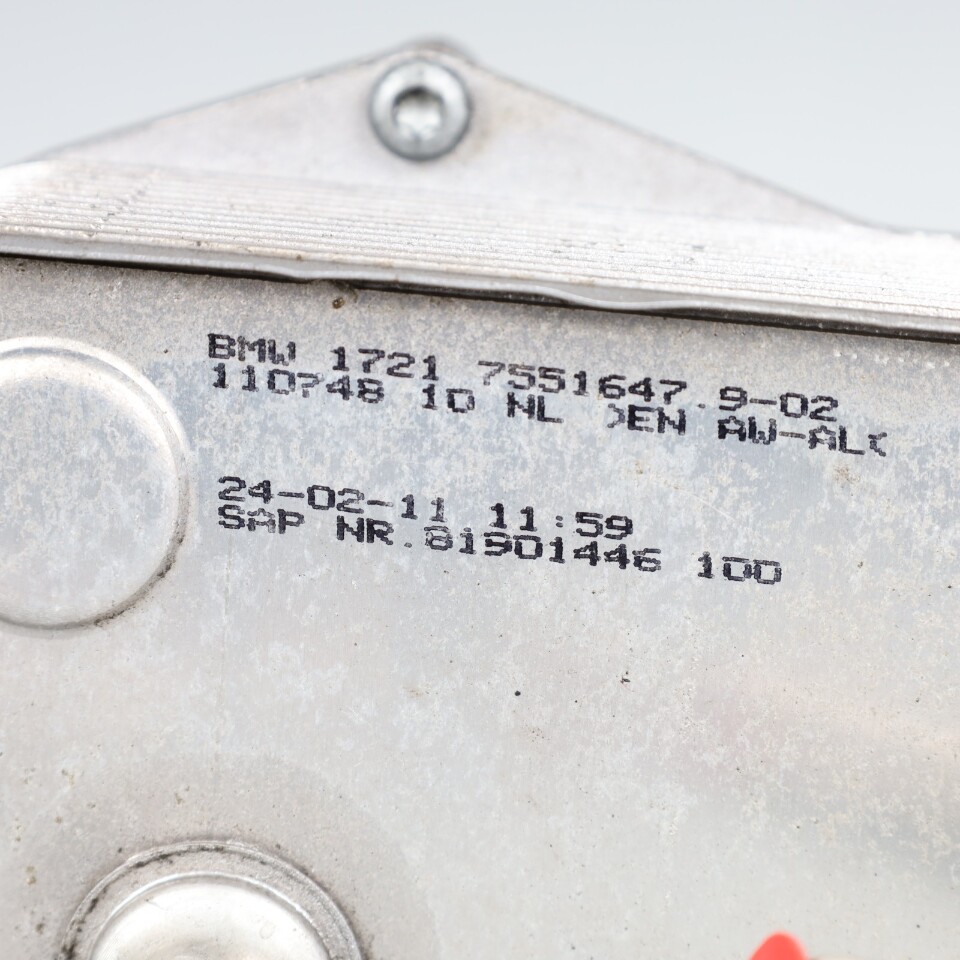 BMW 1721 7551647.9-02
110748 10 NL >EN AW-AL<
24-02-11 11:59
SAP NR.81901446 100